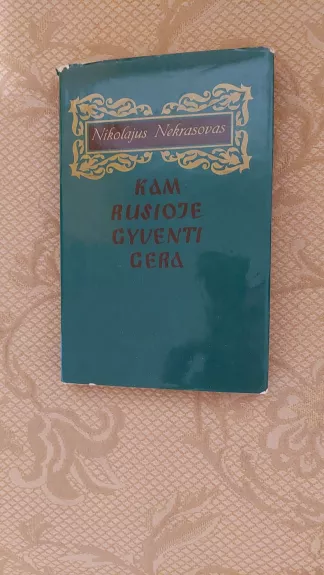 Nikolajus Nekrasovas
KAM
RUSIOJE
GYVENTI
GERA